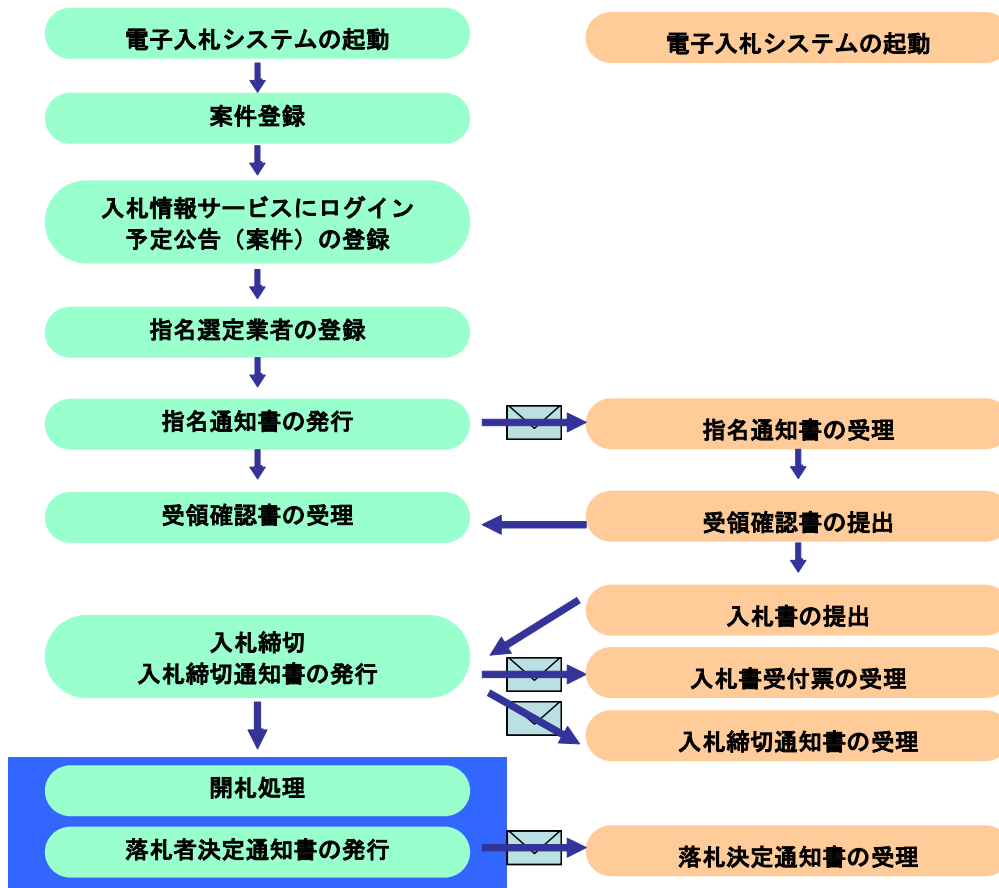 電子入札システムの起動
電子入札システムの起動
案件登録
入札情報サービスにログイン
予定公告（案件）の登録
指名選定業者の登録
指名通知書の発行
指名通知書の受理
受領確認書の受理
受領確認書の提出
入札書の提出
入札締切
入札締切通知書の発行
入札書受付票の受理
入札締切通知書の受理
開札処理
落札者決定通知書の発行
落札決定通知書の受理